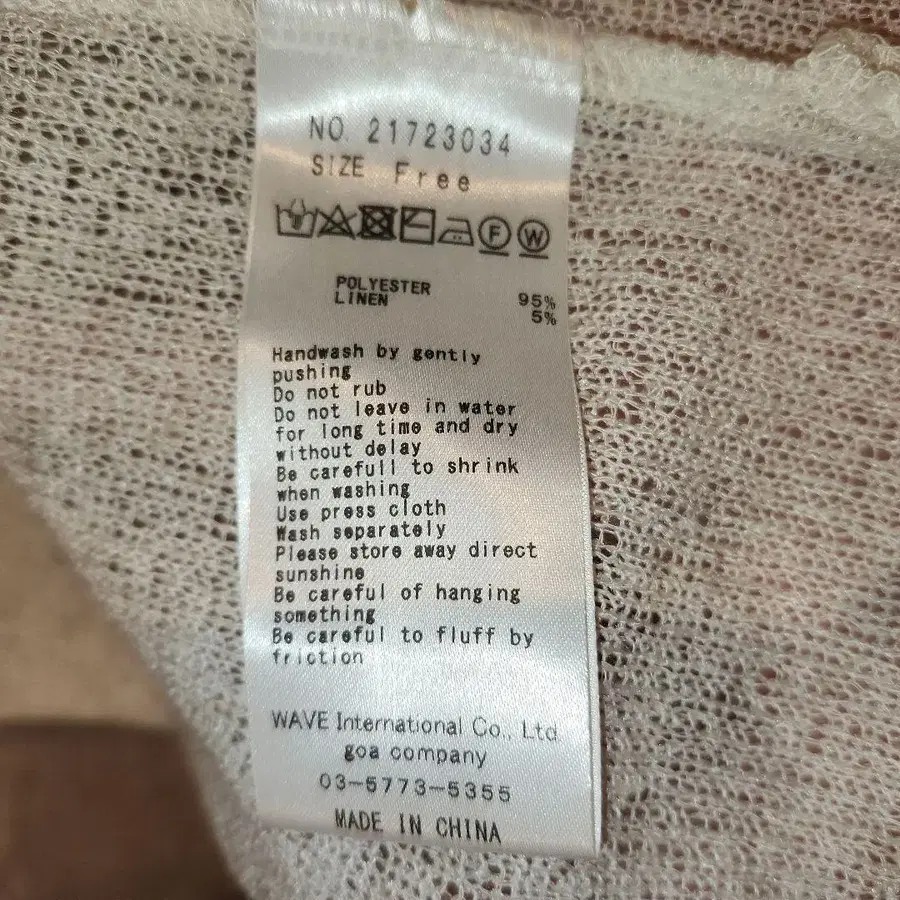 NO. 21723034
SIZE Free
F W
POLYESTER 95%
LINEN 5%
Handwash by gently
pushing
Do not rub
Do not leave in water
for long time and dry
without delay
Be carefull to shrink
when washing
Use press cloth
Wash separately
Please store away direct
sunshine
Be careful of hanging
something
Be careful to fluff by
friction
WAVE International Co., Ltd
goa company
03-5773-5355
MADE IN CHINA